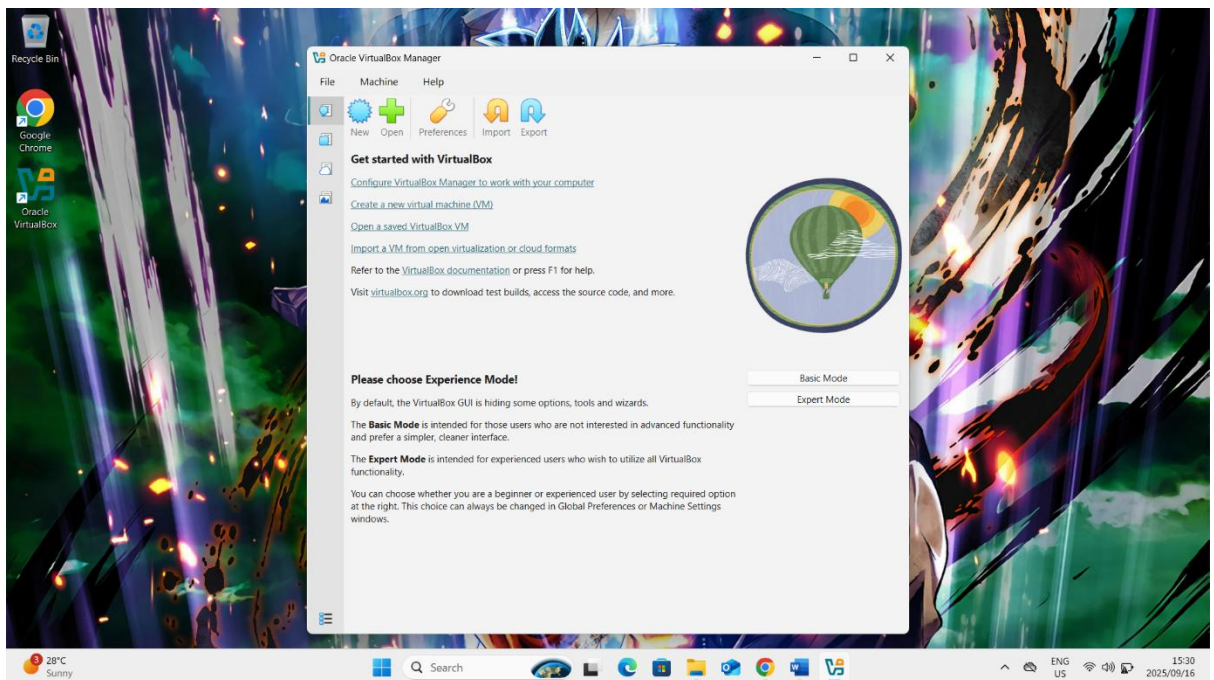 Recycle Bin
Google
Chrome
Oracle
VirtualBox
Oracle VirtualBox Manager
File Machine Help
New Open Preferences Import Export
Get started with VirtualBox
Configure VirtualBox Manager to work with your computer
Create a new virtual machine (VM)
Open a saved VirtualBox VM
Import a VM from open virtualization or cloud formats
Refer to the VirtualBox documentation or press F1 for help.
Visit virtualbox.org to download test builds, access the source code, and more.
Please choose Experience Mode!
By default, the VirtualBox GUI is hiding some options, tools and wizards.
The Basic Mode is intended for those users who are not interested in advanced functionality
and prefer a simpler, cleaner interface.
The Expert Mode is intended for experienced users who wish to utilize all VirtualBox
functionality.
You can choose whether you are a beginner or experienced user by selecting required option
at the right. This choice can always be changed in Global Preferences or Machine Settings
windows.
Basic Mode
Expert Mode
3
28°C
Sunny
Search
ENG
US
15:30
2025/09/16